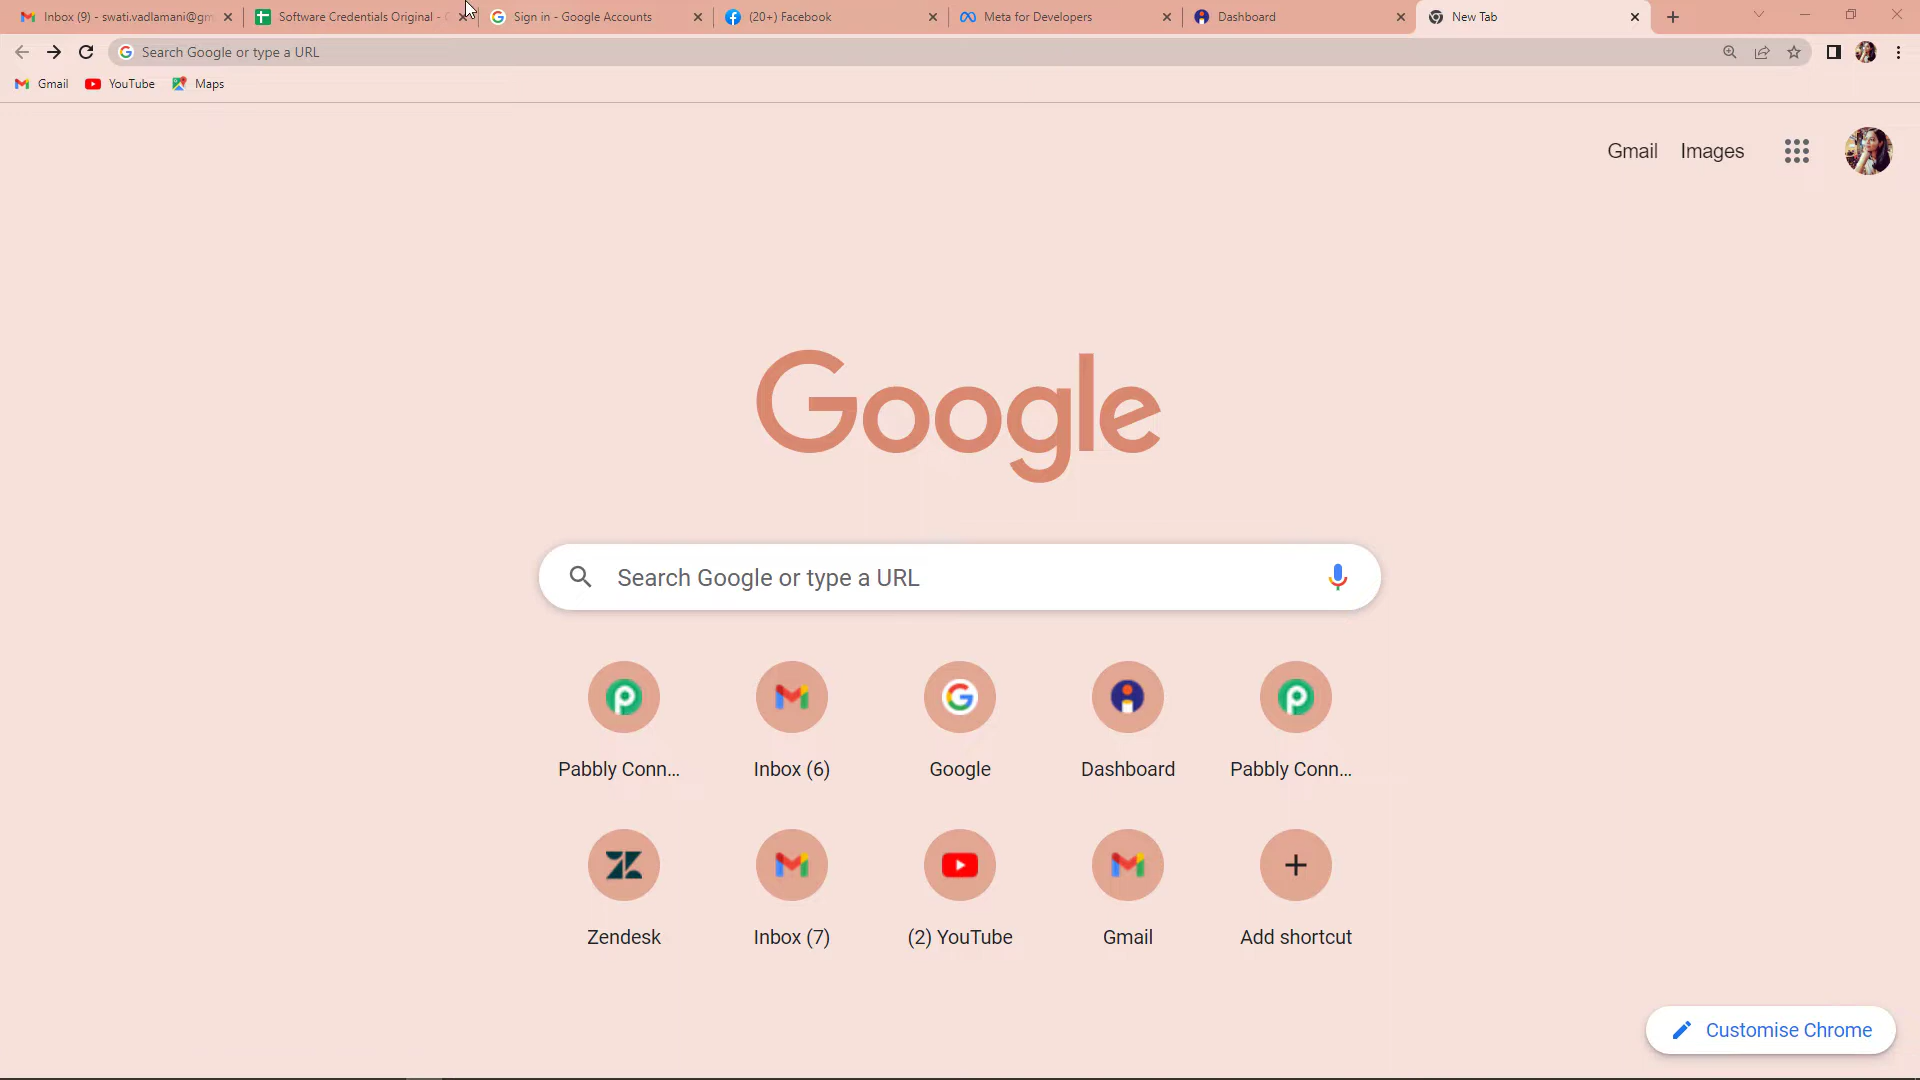 Inbox (9) - swati.vadlamani@gm
Software Credentials Original -
Sign in - Google Accounts
(20+) Facebook
Meta for Developers
Dashboard
New Tab
Search Google or type a URL
Gmail
YouTube
Maps
Gmail
Images
Google
Search Google or type a URL
Pabbly Conn...
Inbox (6)
Google
Dashboard
Pabbly Conn...
Zendesk
Inbox (7)
(2) YouTube
Gmail
Add shortcut
Customise Chrome